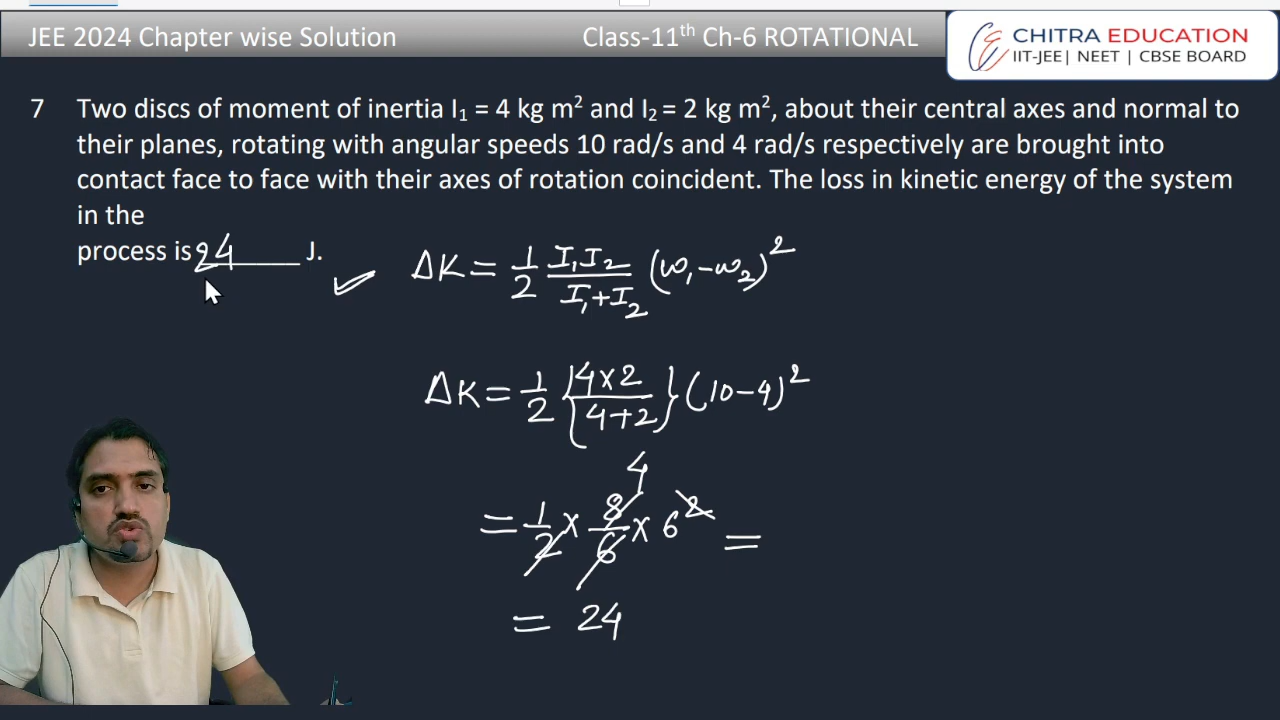 JEE 2024 Chapter wise Solution Class-11th Ch-6 ROTATIONAL
CHITRA EDUCATION
IIT-JEE| NEET | CBSE BOARD
7 Two discs of moment of inertia I₁ = 4 kg m² and I₂ = 2 kg m², about their central axes and normal to
their planes, rotating with angular speeds 10 rad/s and 4 rad/s respectively are brought into
contact face to face with their axes of rotation coincident. The loss in kinetic energy of the system
in the
process is 24______ J.
ΔK = 1/2 I₁I₂/(I₁+I₂) (ω₁-ω₂)²
ΔK = 1/2 {4×2/4+2} (10-4)²
4
= 1/2 × 8/6 × 6² =
= 24